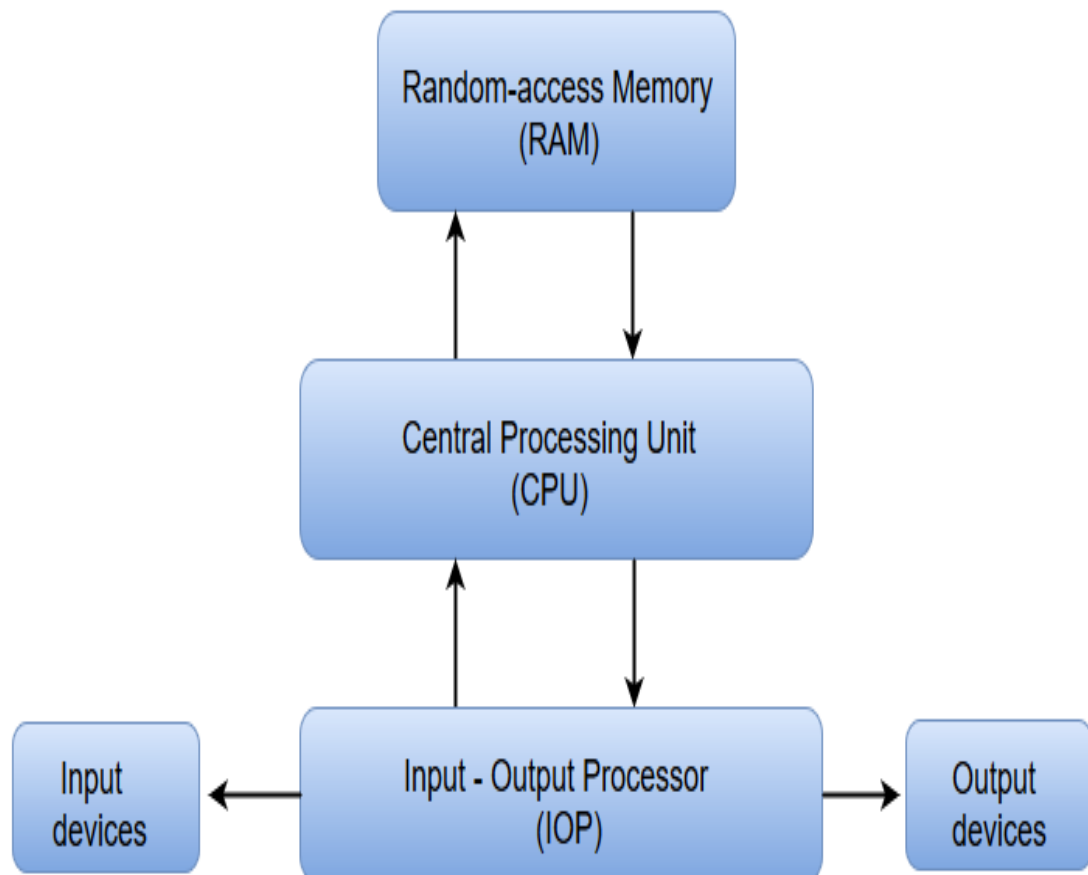 Random-access Memory
(RAM)
Central Processing Unit
(CPU)
Input
devices
Input - Output Processor
(IOP)
Output
devices